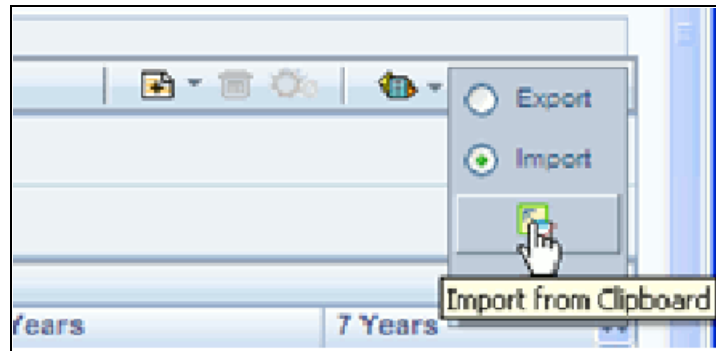 Export
Import
Import from Clipboard
Years
7 Years